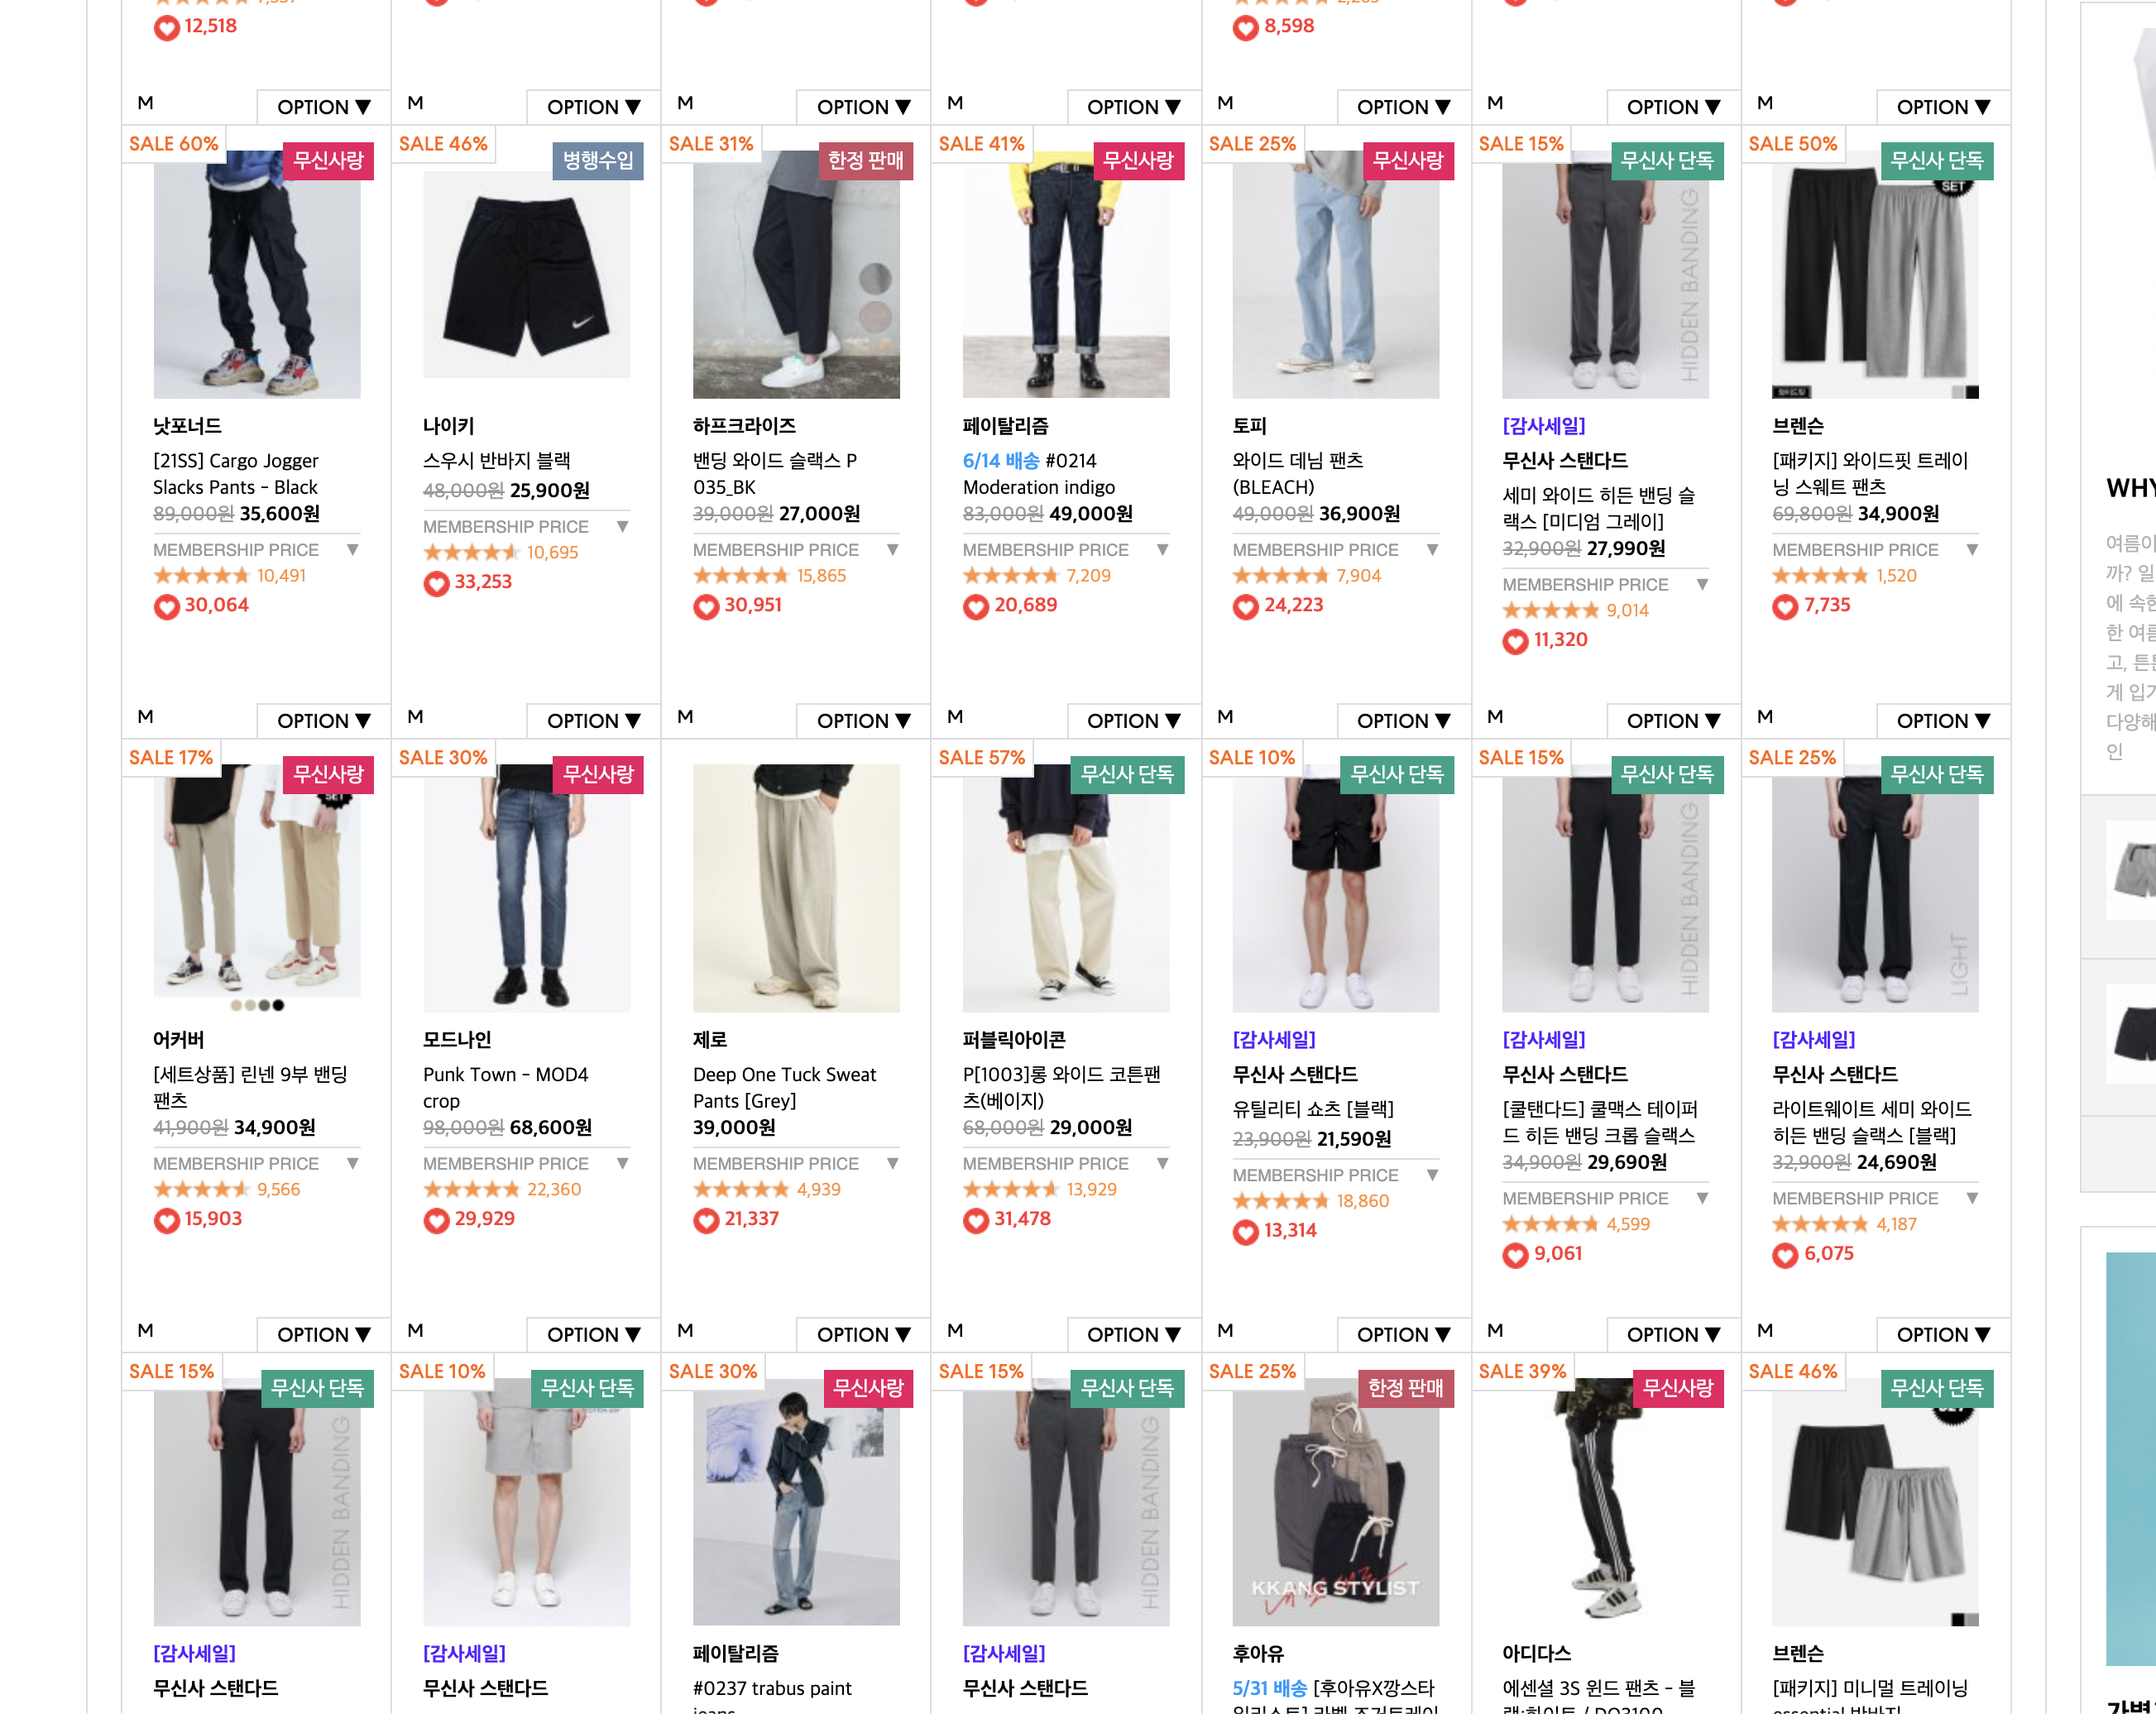 12,518
8,598
M OPTION ▼ M OPTION ▼ M OPTION ▼ M OPTION ▼ M OPTION ▼ M OPTION ▼ M OPTION ▼
SALE 60%
무신사랑
낫포너드
[21SS] Cargo Jogger
Slacks Pants - Black
89,000원 35,600원
MEMBERSHIP PRICE ▼
10,491
30,064
SALE 46%
병행수입
나이키
스우시 반바지 블랙
48,000원 25,900원
MEMBERSHIP PRICE ▼
10,695
33,253
SALE 31%
한정 판매
하프크라이즈
밴딩 와이드 슬랙스 P
035_BK
39,000원 27,000원
MEMBERSHIP PRICE ▼
15,865
30,951
SALE 41%
무신사랑
페이탈리즘
6/14 배송 #0214
Moderation indigo
83,000원 49,000원
MEMBERSHIP PRICE ▼
7,209
20,689
SALE 25%
무신사랑
토피
와이드 데님 팬츠
(BLEACH)
49,000원 36,900원
MEMBERSHIP PRICE ▼
7,904
24,223
SALE 15%
무신사 단독
HIDDEN BANDING
[감사세일]
무신사 스탠다드
세미 와이드 히든 밴딩 슬
랙스 [미디엄 그레이]
32,900원 27,990원
MEMBERSHIP PRICE ▼
9,014
11,320
SALE 50%
무신사 단독
SET
브렌슨
[패키지] 와이드핏 트레이
닝 스웨트 팬츠
69,800원 34,900원
MEMBERSHIP PRICE ▼
1,520
7,735
M OPTION ▼ M OPTION ▼ M OPTION ▼ M OPTION ▼ M OPTION ▼ M OPTION ▼ M OPTION ▼
SALE 17%
무신사랑
어커버
[세트상품] 린넨 9부 밴딩
팬츠
41,900원 34,900원
MEMBERSHIP PRICE ▼
9,566
15,903
SALE 30%
무신사랑
모드나인
Punk Town - MOD4
crop
98,000원 68,600원
MEMBERSHIP PRICE ▼
22,360
29,929
제로
Deep One Tuck Sweat
Pants [Grey]
39,000원
MEMBERSHIP PRICE ▼
4,939
21,337
SALE 57%
무신사 단독
퍼블릭아이콘
P[1003]롱 와이드 코튼팬
츠(베이지)
68,000원 29,000원
MEMBERSHIP PRICE ▼
13,929
31,478
SALE 10%
무신사 단독
[감사세일]
무신사 스탠다드
유틸리티 쇼츠 [블랙]
23,900원 21,590원
MEMBERSHIP PRICE ▼
18,860
13,314
SALE 15%
무신사 단독
HIDDEN BANDING
[감사세일]
무신사 스탠다드
[쿨탠다드] 쿨맥스 테이퍼
드 히든 밴딩 크롭 슬랙스
34,900원 29,690원
MEMBERSHIP PRICE ▼
4,599
9,061
SALE 25%
무신사 단독
LIGHT
[감사세일]
무신사 스탠다드
라이트웨이트 세미 와이드
히든 밴딩 슬랙스 [블랙]
32,900원 24,690원
MEMBERSHIP PRICE ▼
4,187
6,075
M OPTION ▼ M OPTION ▼ M OPTION ▼ M OPTION ▼ M OPTION ▼ M OPTION ▼ M OPTION ▼
SALE 15%
무신사 단독
HIDDEN BANDING
[감사세일]
무신사 스탠다드
SALE 10%
무신사 단독
[감사세일]
무신사 스탠다드
SALE 30%
무신사랑
페이탈리즘
#0237 trabus paint
SALE 15%
무신사 단독
HIDDEN BANDING
[감사세일]
무신사 스탠다드
SALE 25%
한정 판매
KKANG STYLIST
후아유
5/31 배송 [후아유X깡스타
SALE 39%
무신사랑
아디다스
에센셜 3S 윈드 팬츠 - 블
SALE 46%
무신사 단독
브렌슨
[패키지] 미니멀 트레이닝
WHY
여름이
까? 일
에 속한
한 여름
고, 튼튼
게 입기
다양해
인